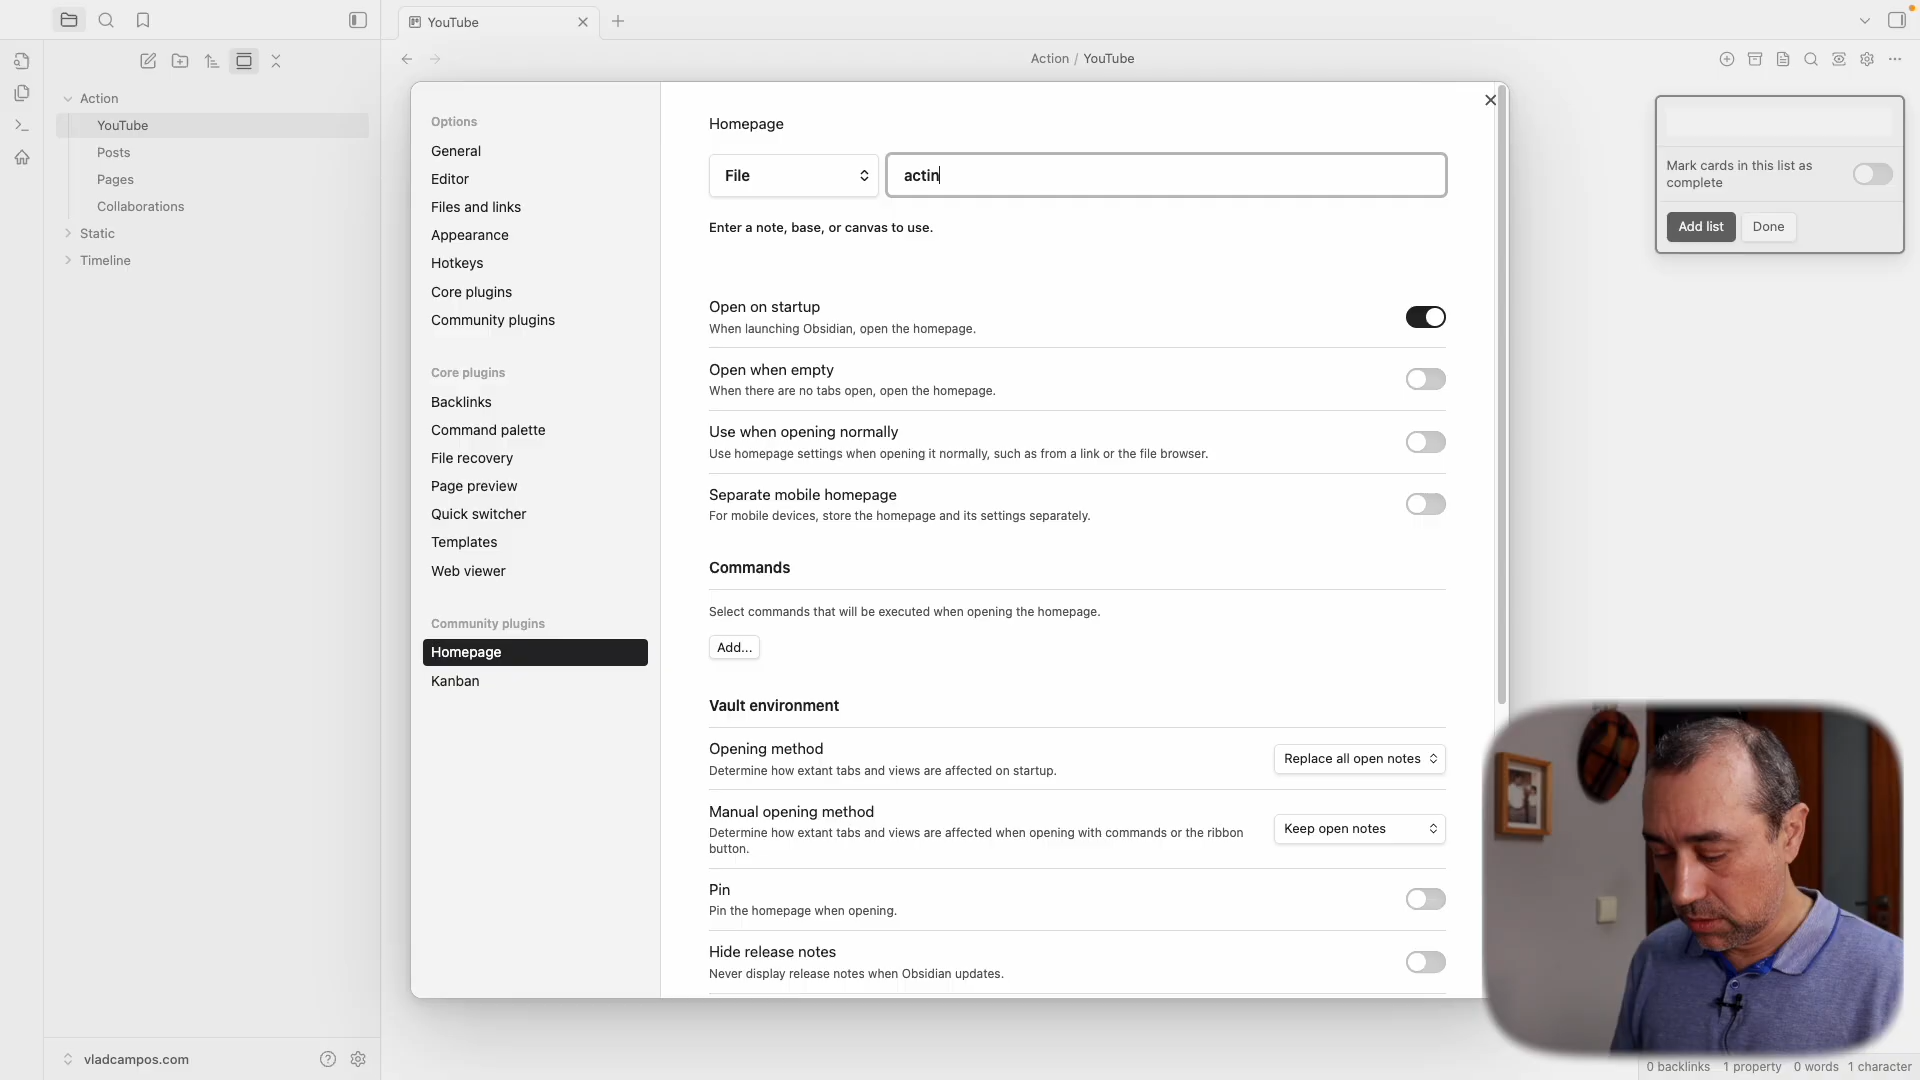 YouTube
Action / YouTube
Action
YouTube
Posts
Pages
Collaborations
Static
Timeline
vladcampos.com
Options
General
Editor
Files and links
Appearance
Hotkeys
Core plugins
Community plugins
Core plugins
Backlinks
Command palette
File recovery
Page preview
Quick switcher
Templates
Web viewer
Community plugins
Homepage
Kanban
Homepage
File
actin
Enter a note, base, or canvas to use.
Open on startup
When launching Obsidian, open the homepage.
Open when empty
When there are no tabs open, open the homepage.
Use when opening normally
Use homepage settings when opening it normally, such as from a link or the file browser.
Separate mobile homepage
For mobile devices, store the homepage and its settings separately.
Commands
Select commands that will be executed when opening the homepage.
Add...
Vault environment
Opening method
Determine how extant tabs and views are affected on startup.
Replace all open notes
Manual opening method
Determine how extant tabs and views are affected when opening with commands or the ribbon
button.
Keep open notes
Pin
Pin the homepage when opening.
Hide release notes
Never display release notes when Obsidian updates.
Mark cards in this list as
complete
Add list
Done
0 backlinks 1 property 0 words 1 character